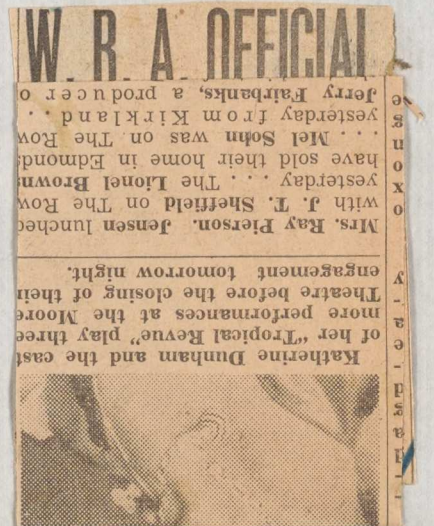 W. R. A. OFFICIAL
Katherine Dunham and the cast
of her "Tropical Revue" play three
more performances at the Moore
Theatre before the closing of their
engagement tomorrow night.
Mrs. Ray Pierson. Jensen lunched
with J. T. Sheffield on The Row
yesterday . . . The Lionel Browns
have sold their home in Edmonds
. . . Mel Sohn was on The Row
yesterday from Kirkland . .
Jerry Fairbanks, a producer o